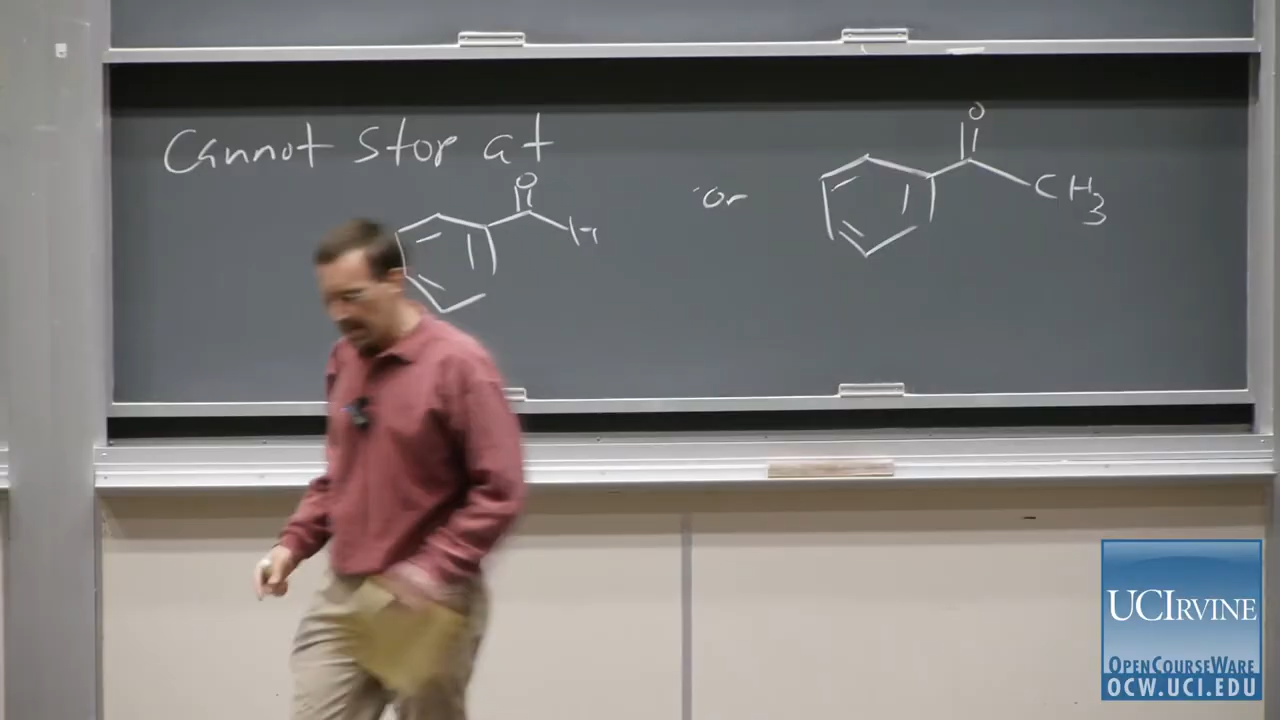 Cannot stop at
O
H
or
O
CH3
UCIRVINE
OPENCOURSEWARE
OCW.UCI.EDU